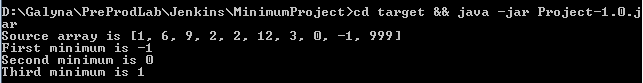 D:\Galyna\PreProdLab\Jenkins\MinimumProject>cd target && java -jar Project-1.0.j
ar
Source array is [1, 6, 9, 2, 2, 12, 3, 0, -1, 999]
First minimum is -1
Second minimum is 0
Third minimum is 1